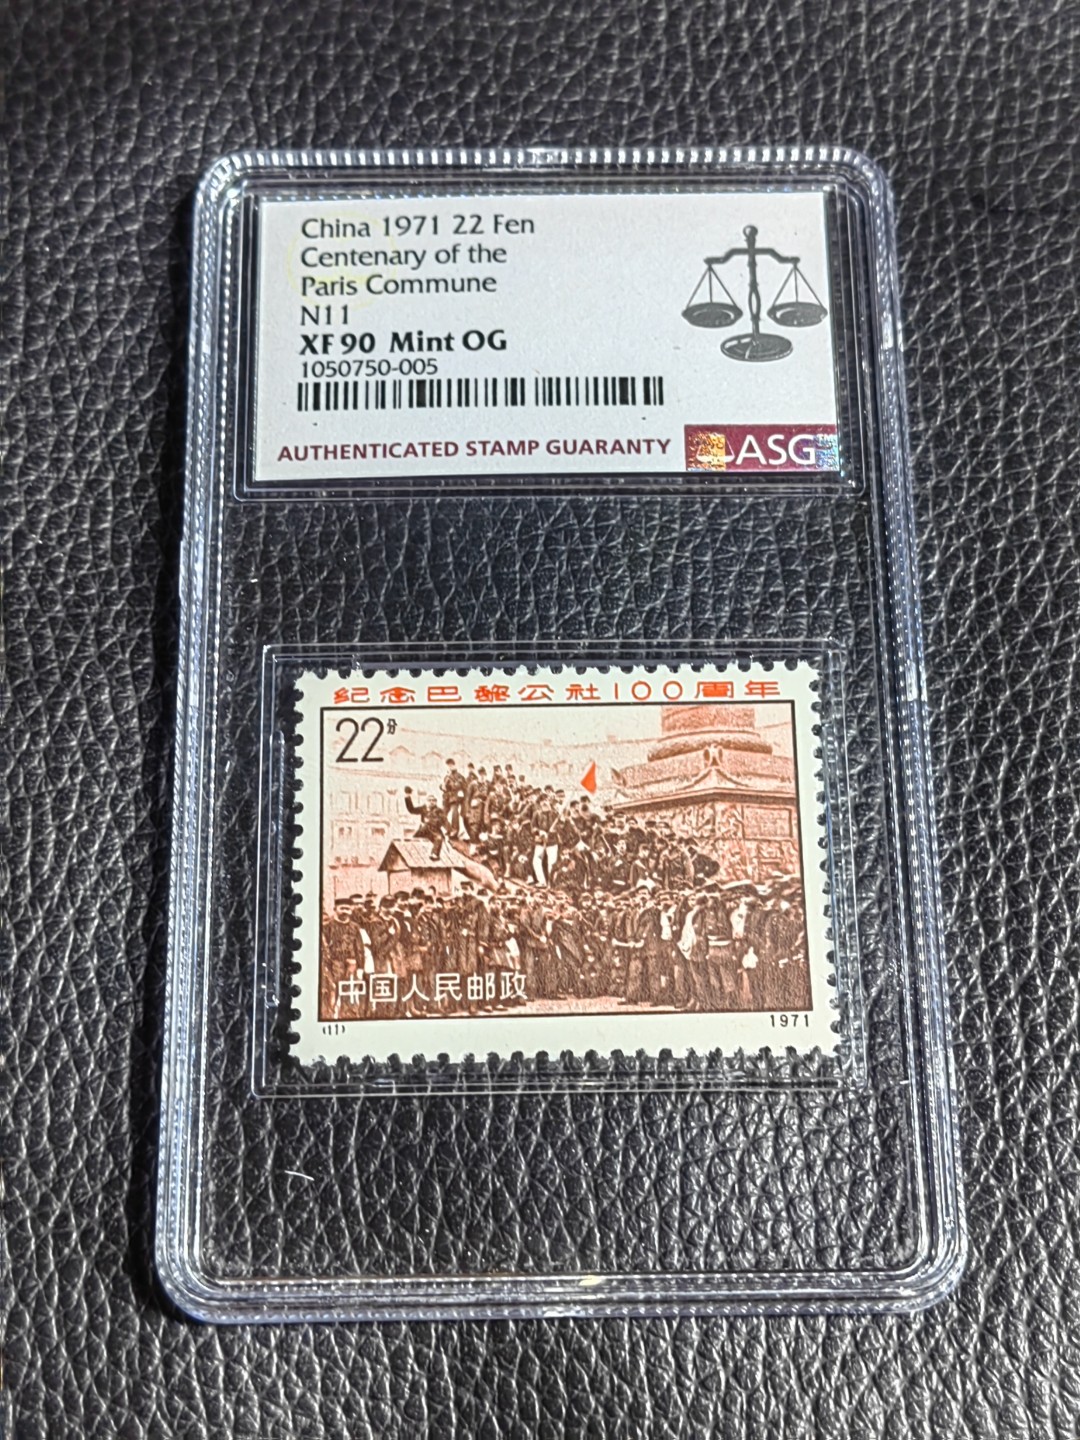 China 1971 22 Fen
Centenary of the
Paris Commune
N11
XF 90 Mint OG
1050750-005
AUTHENTICATED STAMP GUARANTY
ASG
纪念巴黎公社100周年
22分
中国人民邮政
(11)
1971